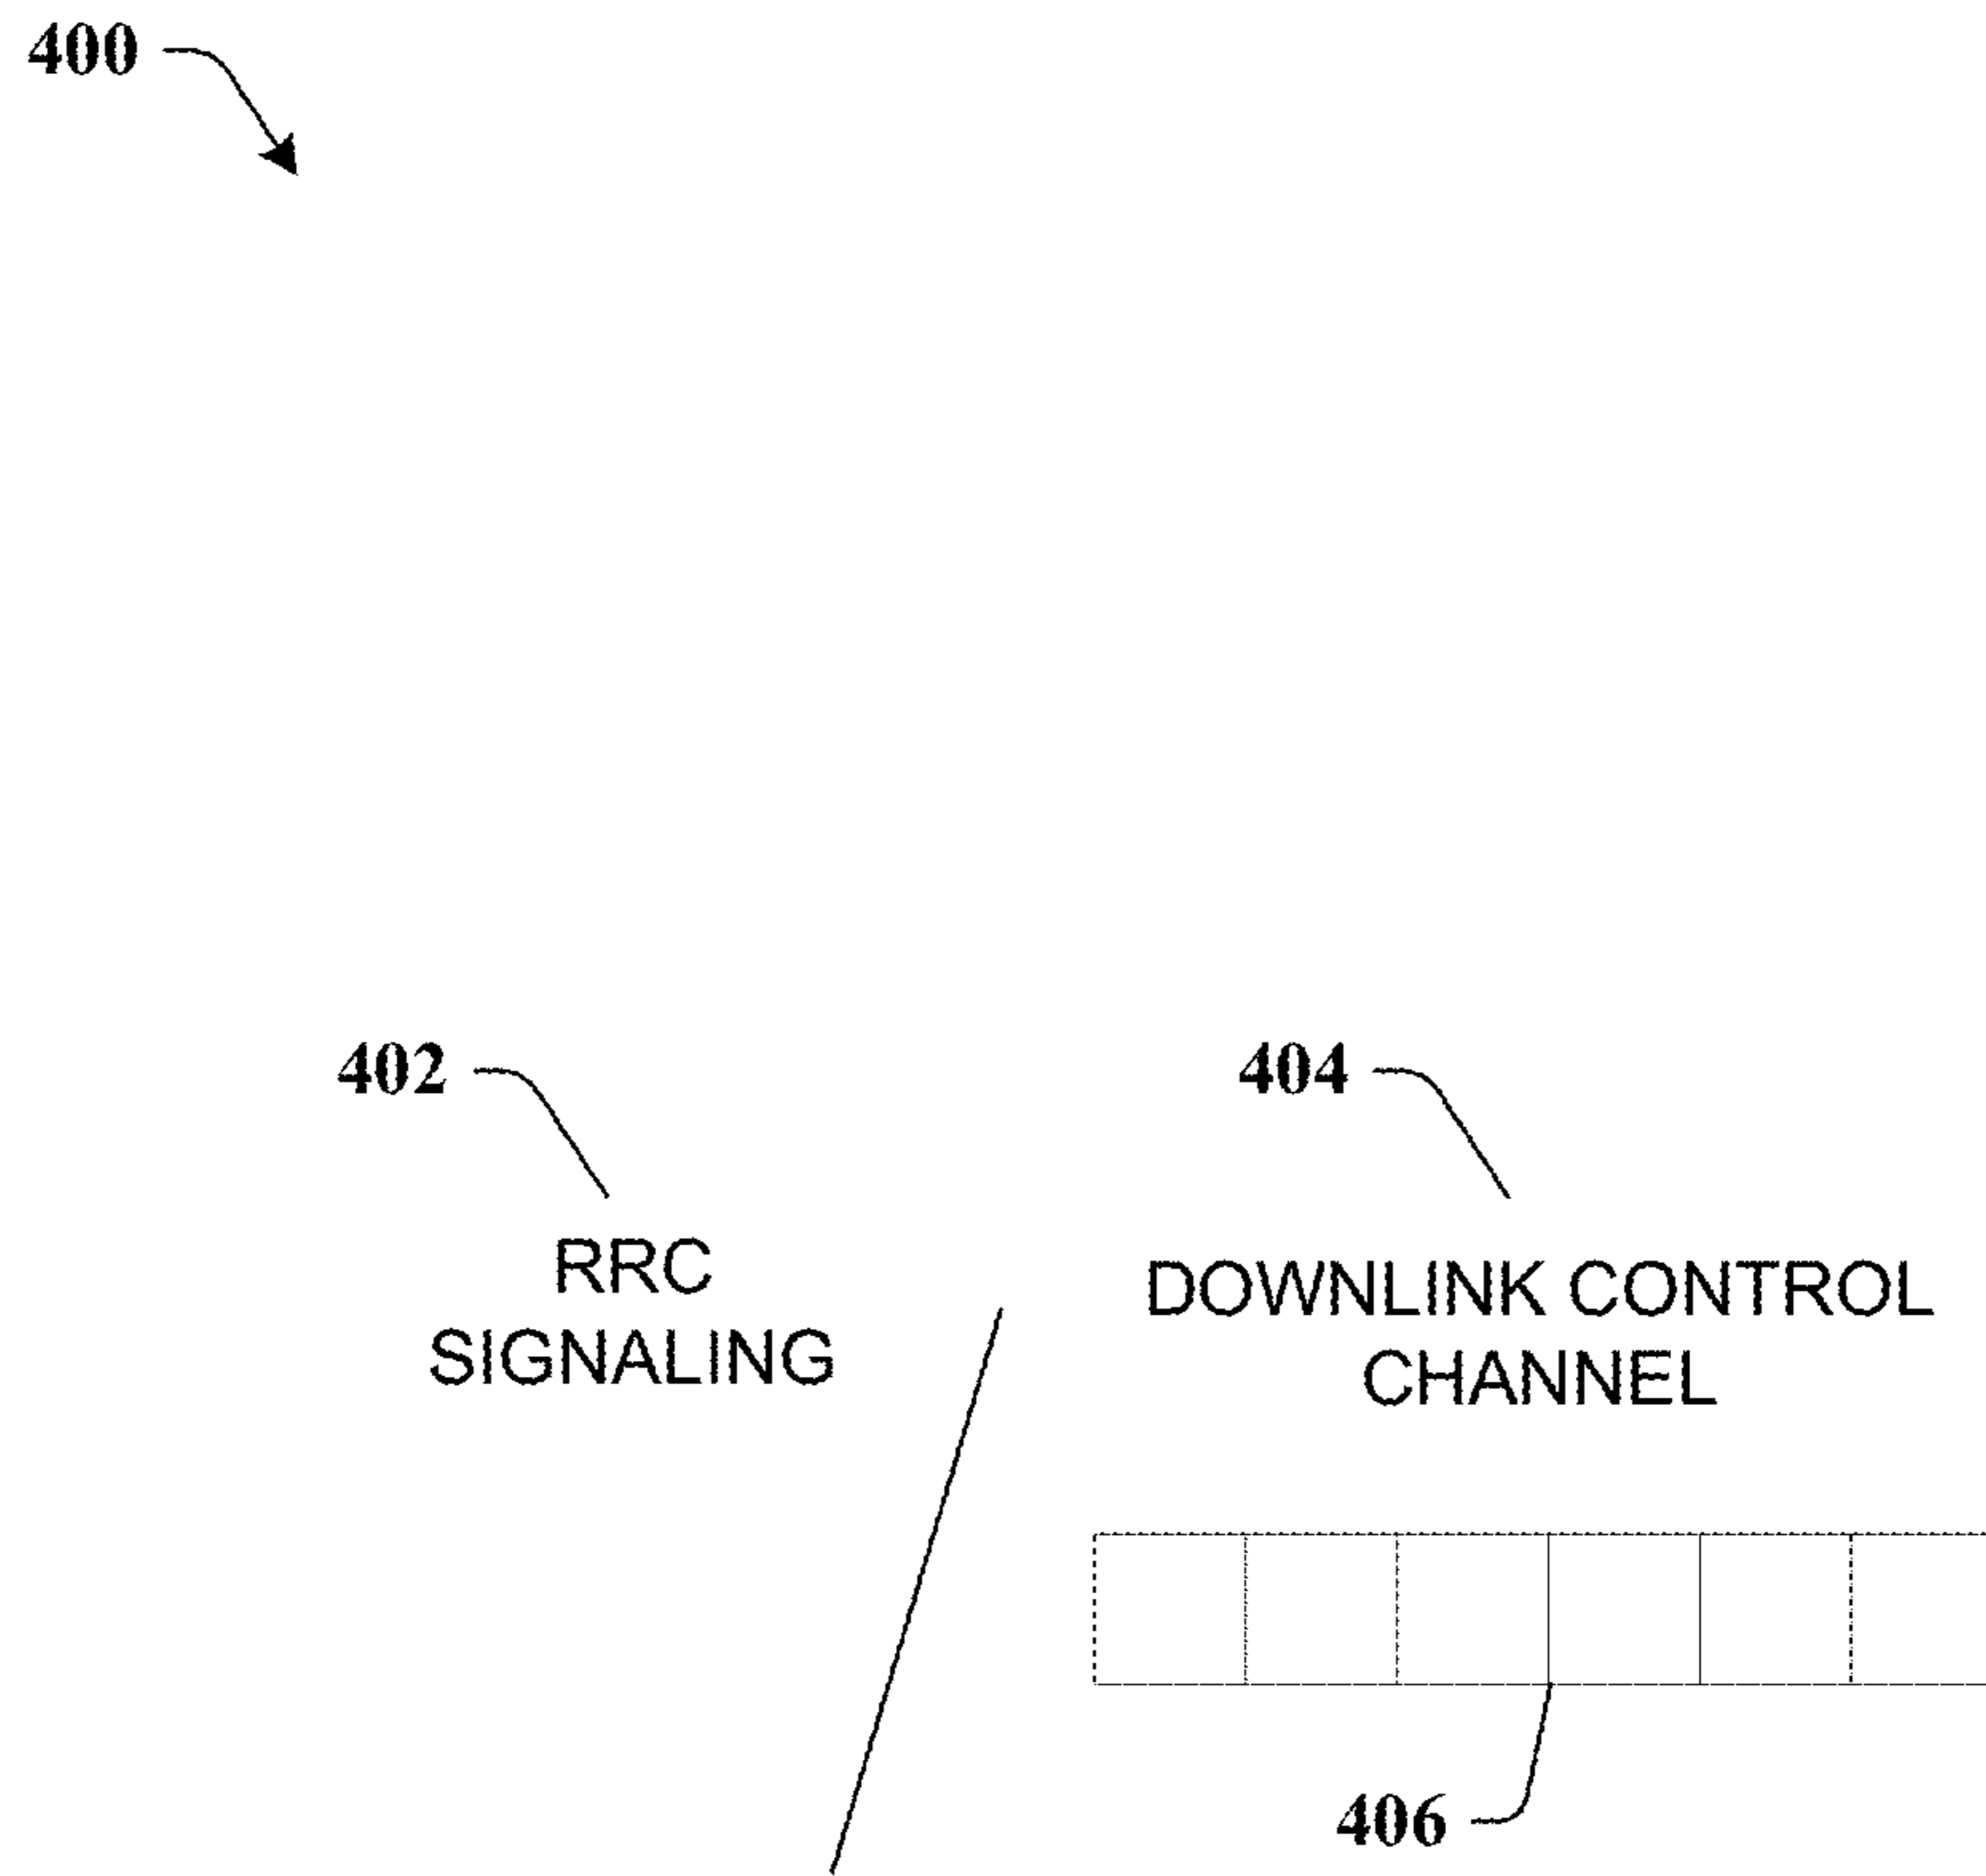 400
402
404
RRC
SIGNALING
DOWNLINK CONTROL
CHANNEL
406